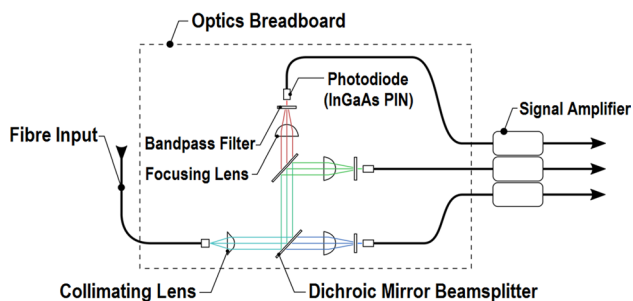 Optics Breadboard
Photodiode
(InGaAs PIN)
Signal Amplifier
Fibre Input
Bandpass Filter
Focusing Lens
Collimating Lens
Dichroic Mirror Beamsplitter